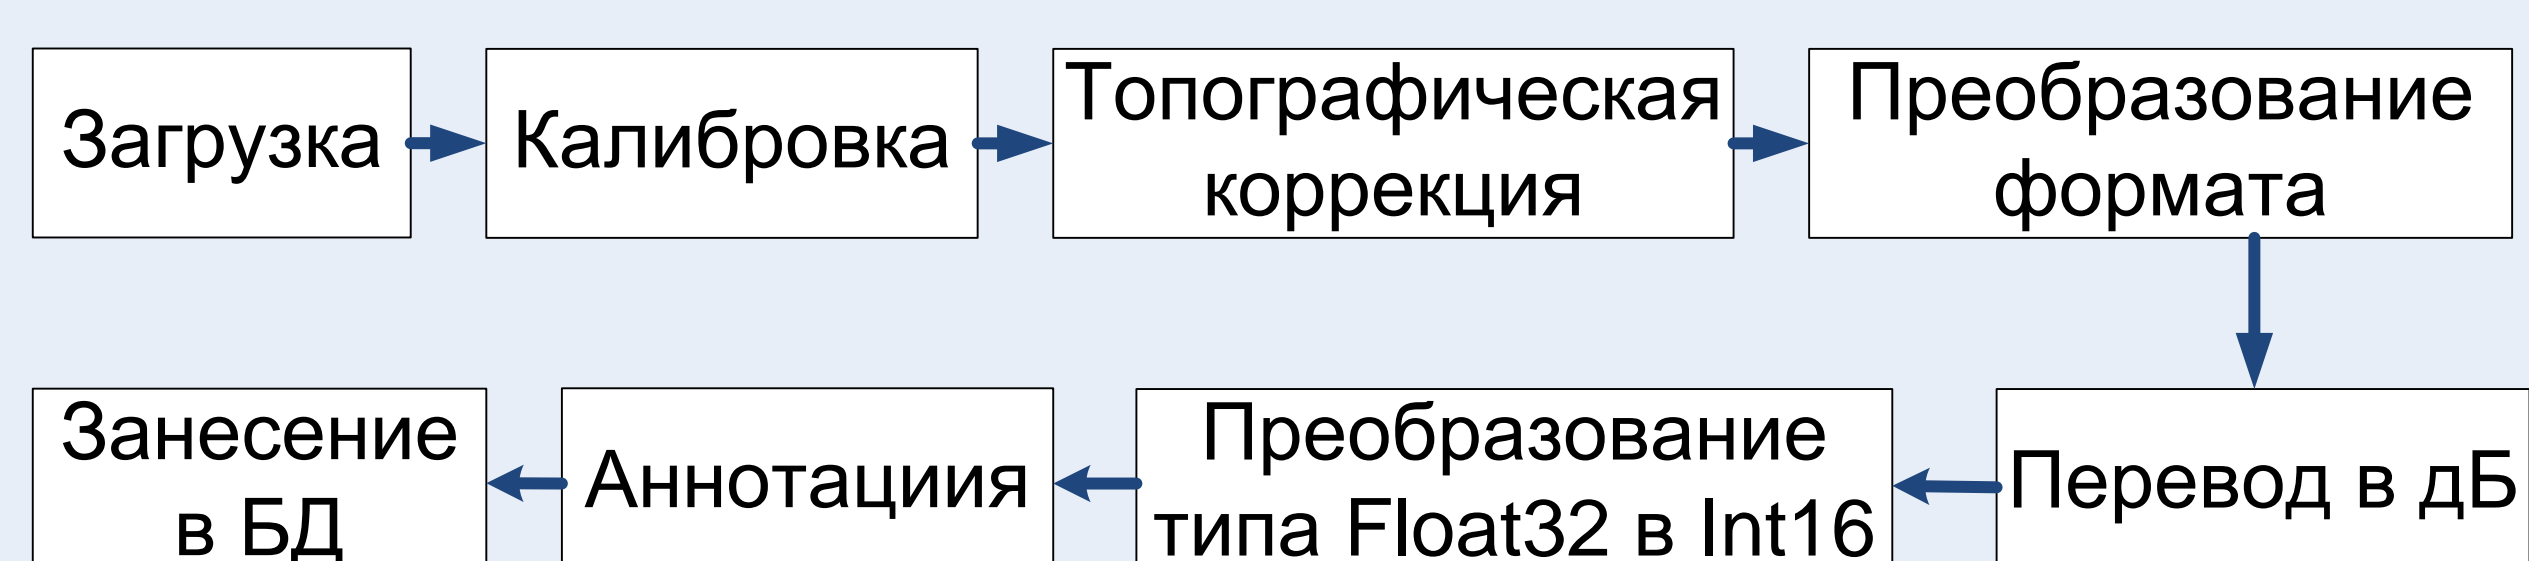 Загрузка
Калибровка
Топографическая
коррекция
Преобразование
формата
Перевод в дБ
Преобразование
типа Float32 в Int16
Аннотациия
Занесение
в БД